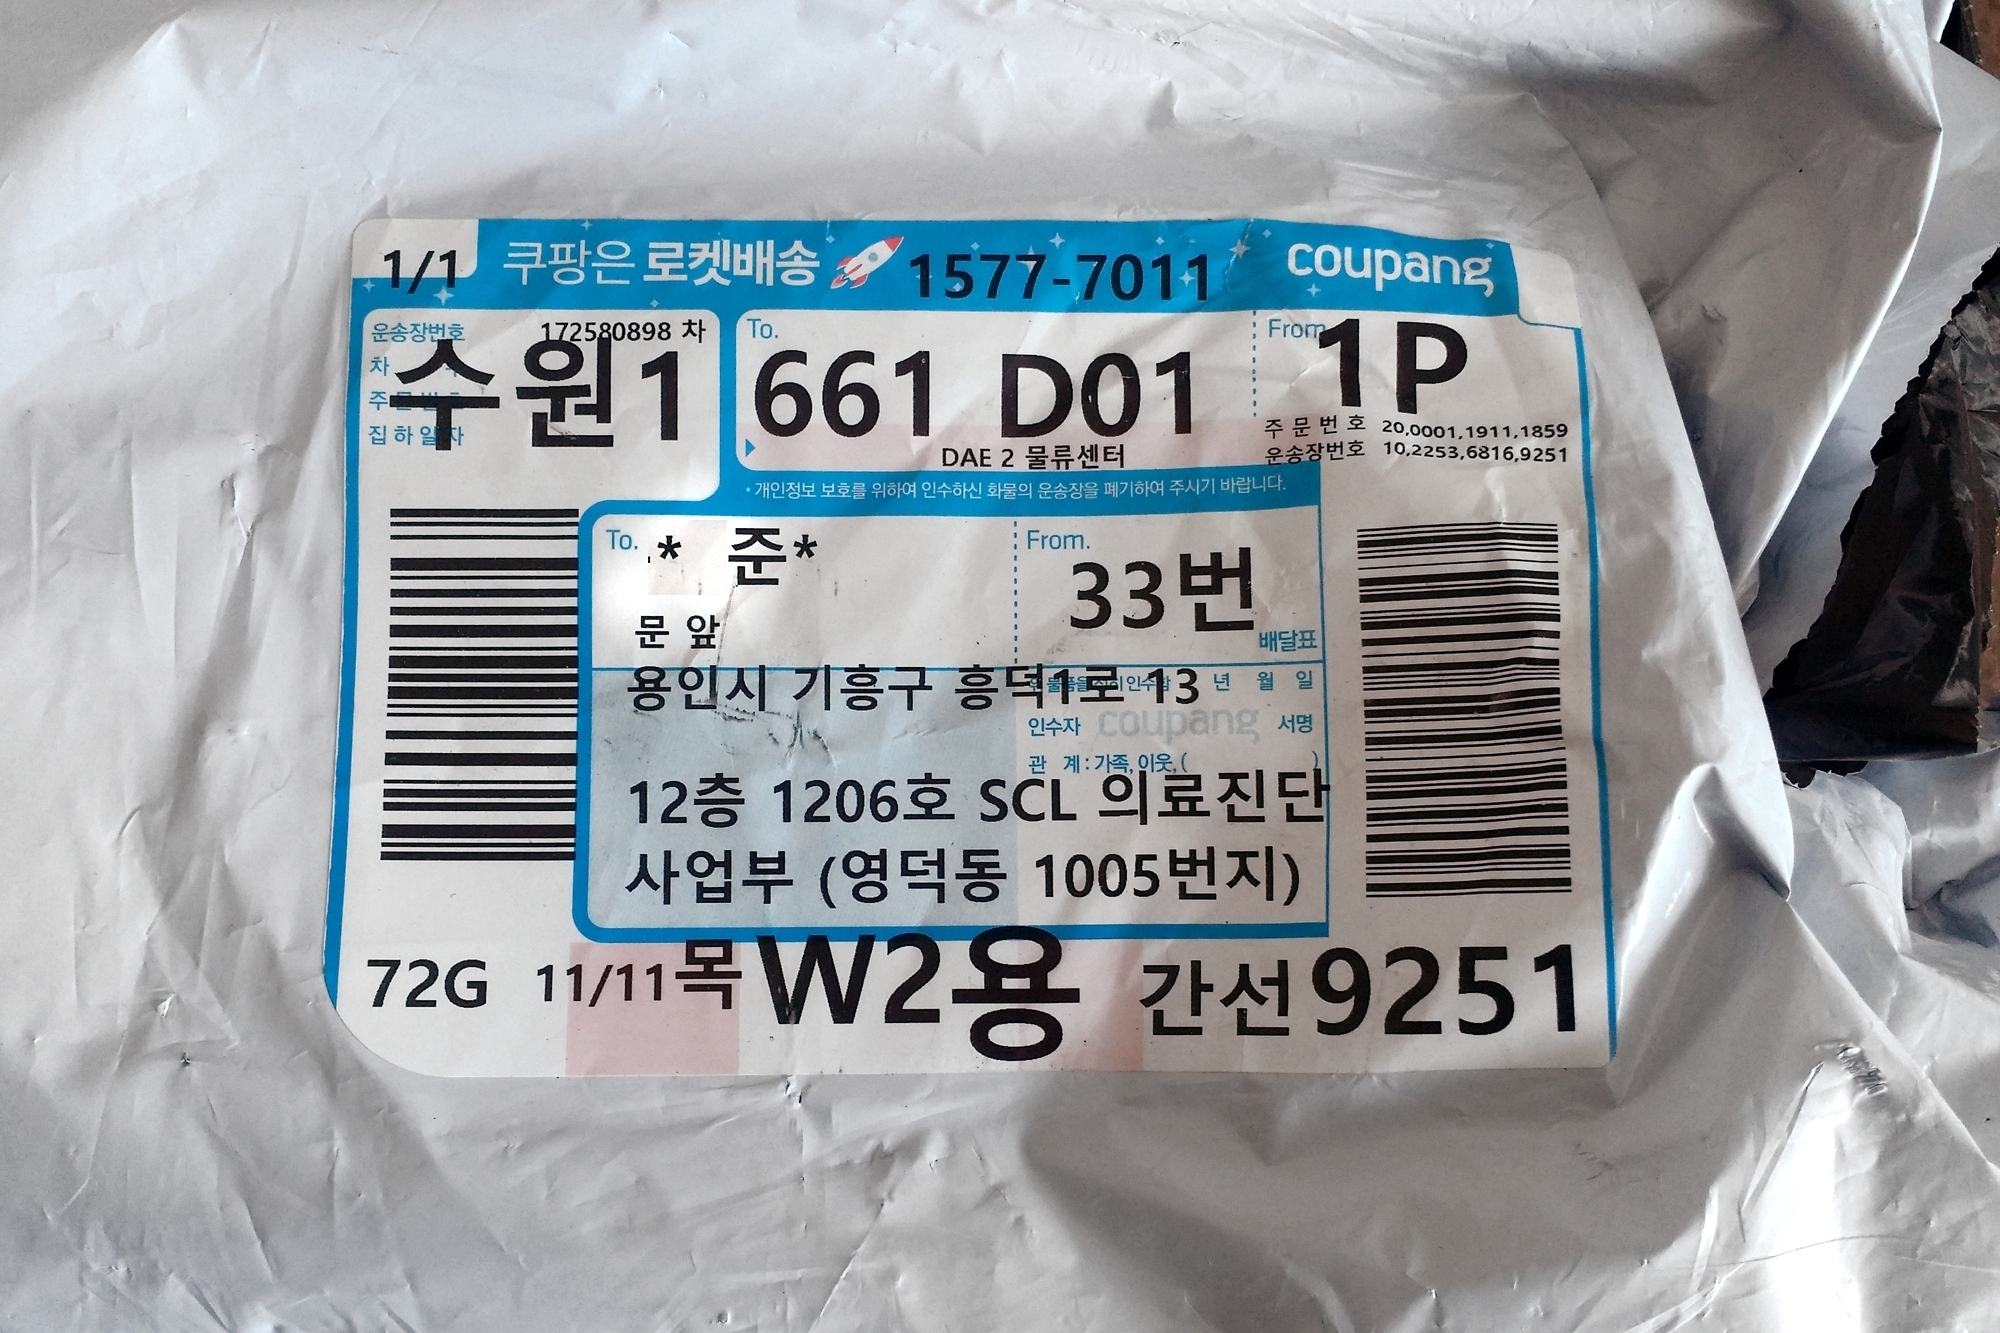 1/1 쿠팡은 로켓배송 1577-7011 coupang
운송장번호 172580898 차
수원1
집하일자
To.
661 D01
DAE 2 물류센터
From.
1P
주문번호 20,0001,1911,1859
운송장번호 10,2253,6816,9251
* 개인정보 보호를 위하여 인수하신 화물의 운송장을 폐기하여 주시기 바랍니다.
To. * 준*
문 앞
From.
33번
배달표
용인시 기흥구 흥덕1로 13
년 월 일
인수자 coupang 서명
관 계 : 가족, 이웃, ( )
12층 1206호 SCL 의료진단
사업부 (영덕동 1005번지)
72G 11/11 목 W2용 간선 9251